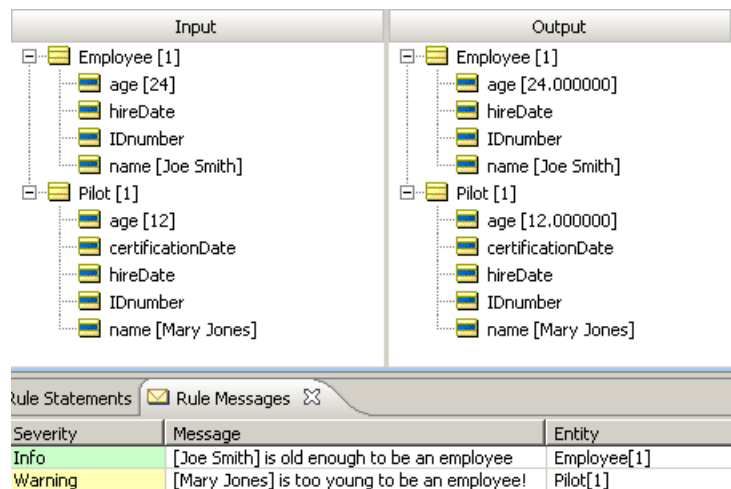 Input
Employee [1]
age [24]
hireDate
IDnumber
name [Joe Smith]
Pilot [1]
age [12]
certificationDate
hireDate
IDnumber
name [Mary Jones]
Output
Employee [1]
age [24.000000]
hireDate
IDnumber
name [Joe Smith]
Pilot [1]
age [12.000000]
certificationDate
hireDate
IDnumber
name [Mary Jones]
Rule Statements Rule Messages
Severity Message Entity
Info [Joe Smith] is old enough to be an employee Employee[1]
Warning [Mary Jones] is too young to be an employee! Pilot[1]